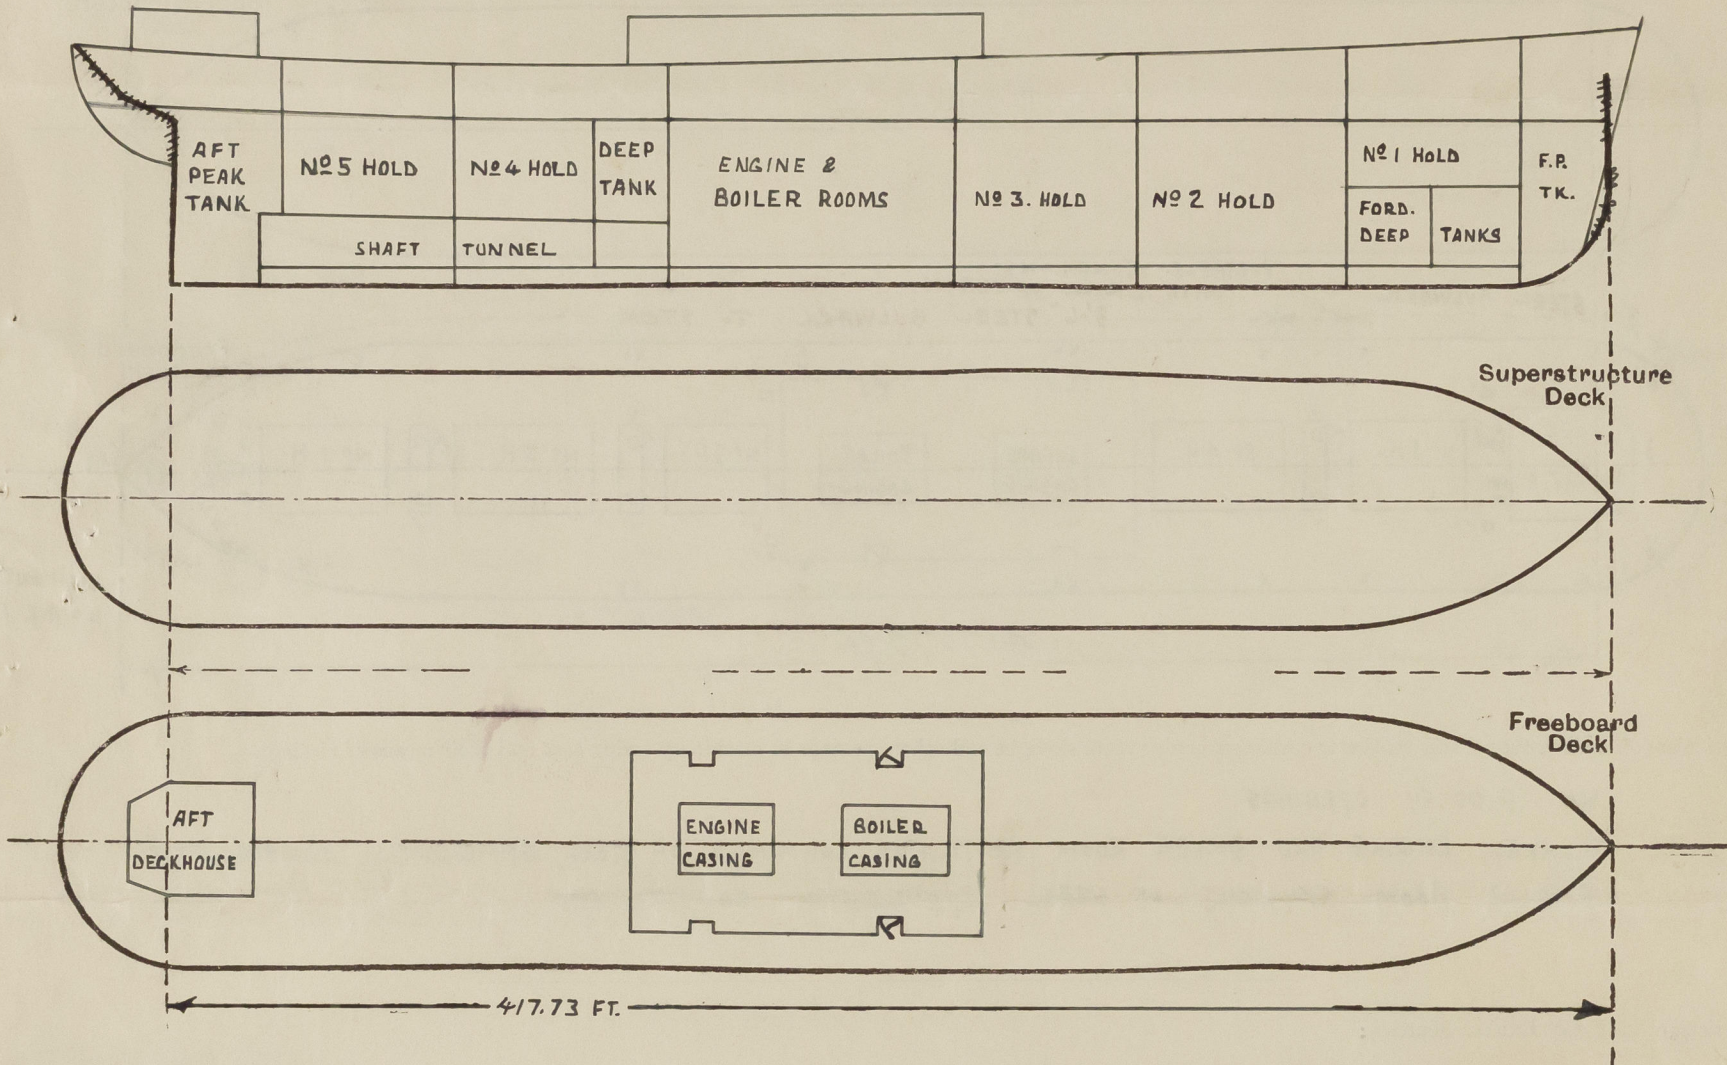 AFT
PEAK
TANK
Nº 5 HOLD
Nº 4 HOLD
DEEP
TANK
ENGINE &
BOILER ROOMS
Nº 3. HOLD
Nº 2 HOLD
Nº 1 HOLD
FORD.
DEEP TANKS
F.P.
TK.
SHAFT TUNNEL
Superstructure
Deck
Freeboard
Deck
AFT
DECKHOUSE
ENGINE
CASING
BOILER
CASING
417.73 FT.